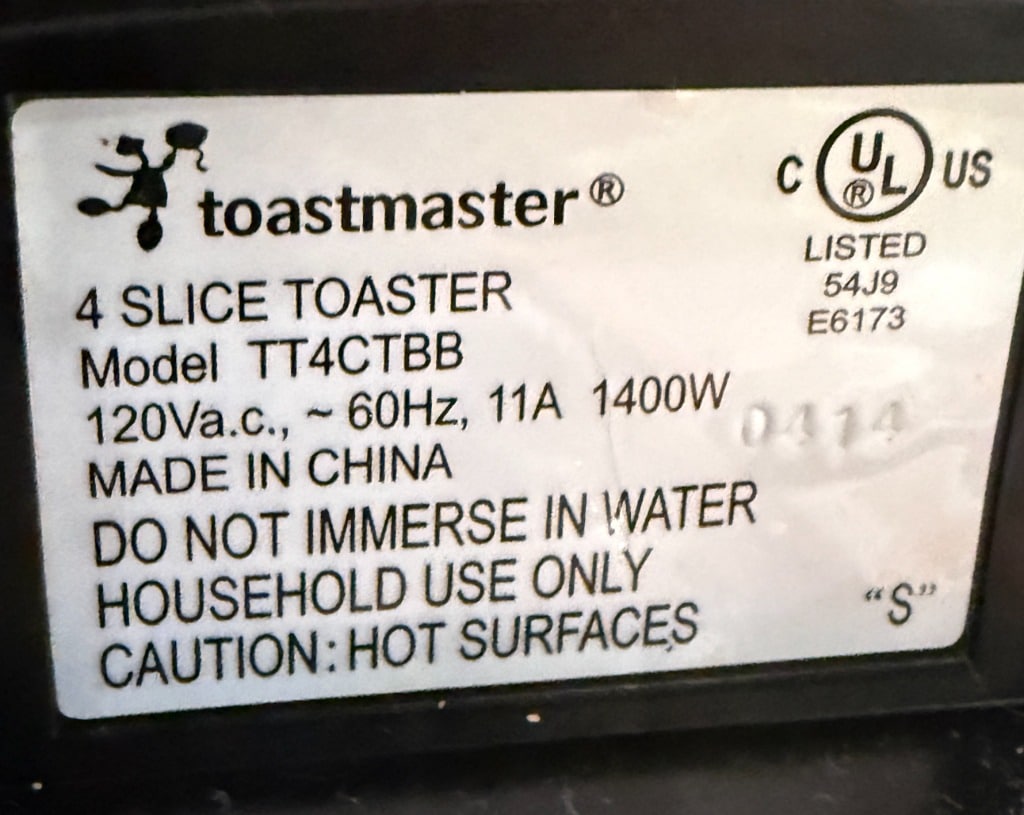 toastmaster®
C UL® US
LISTED
54J9
E6173
4 SLICE TOASTER
Model TT4CTBB
120Va.c., ~ 60Hz, 11A 1400W
0414
MADE IN CHINA
DO NOT IMMERSE IN WATER
HOUSEHOLD USE ONLY
CAUTION: HOT SURFACES
“S”